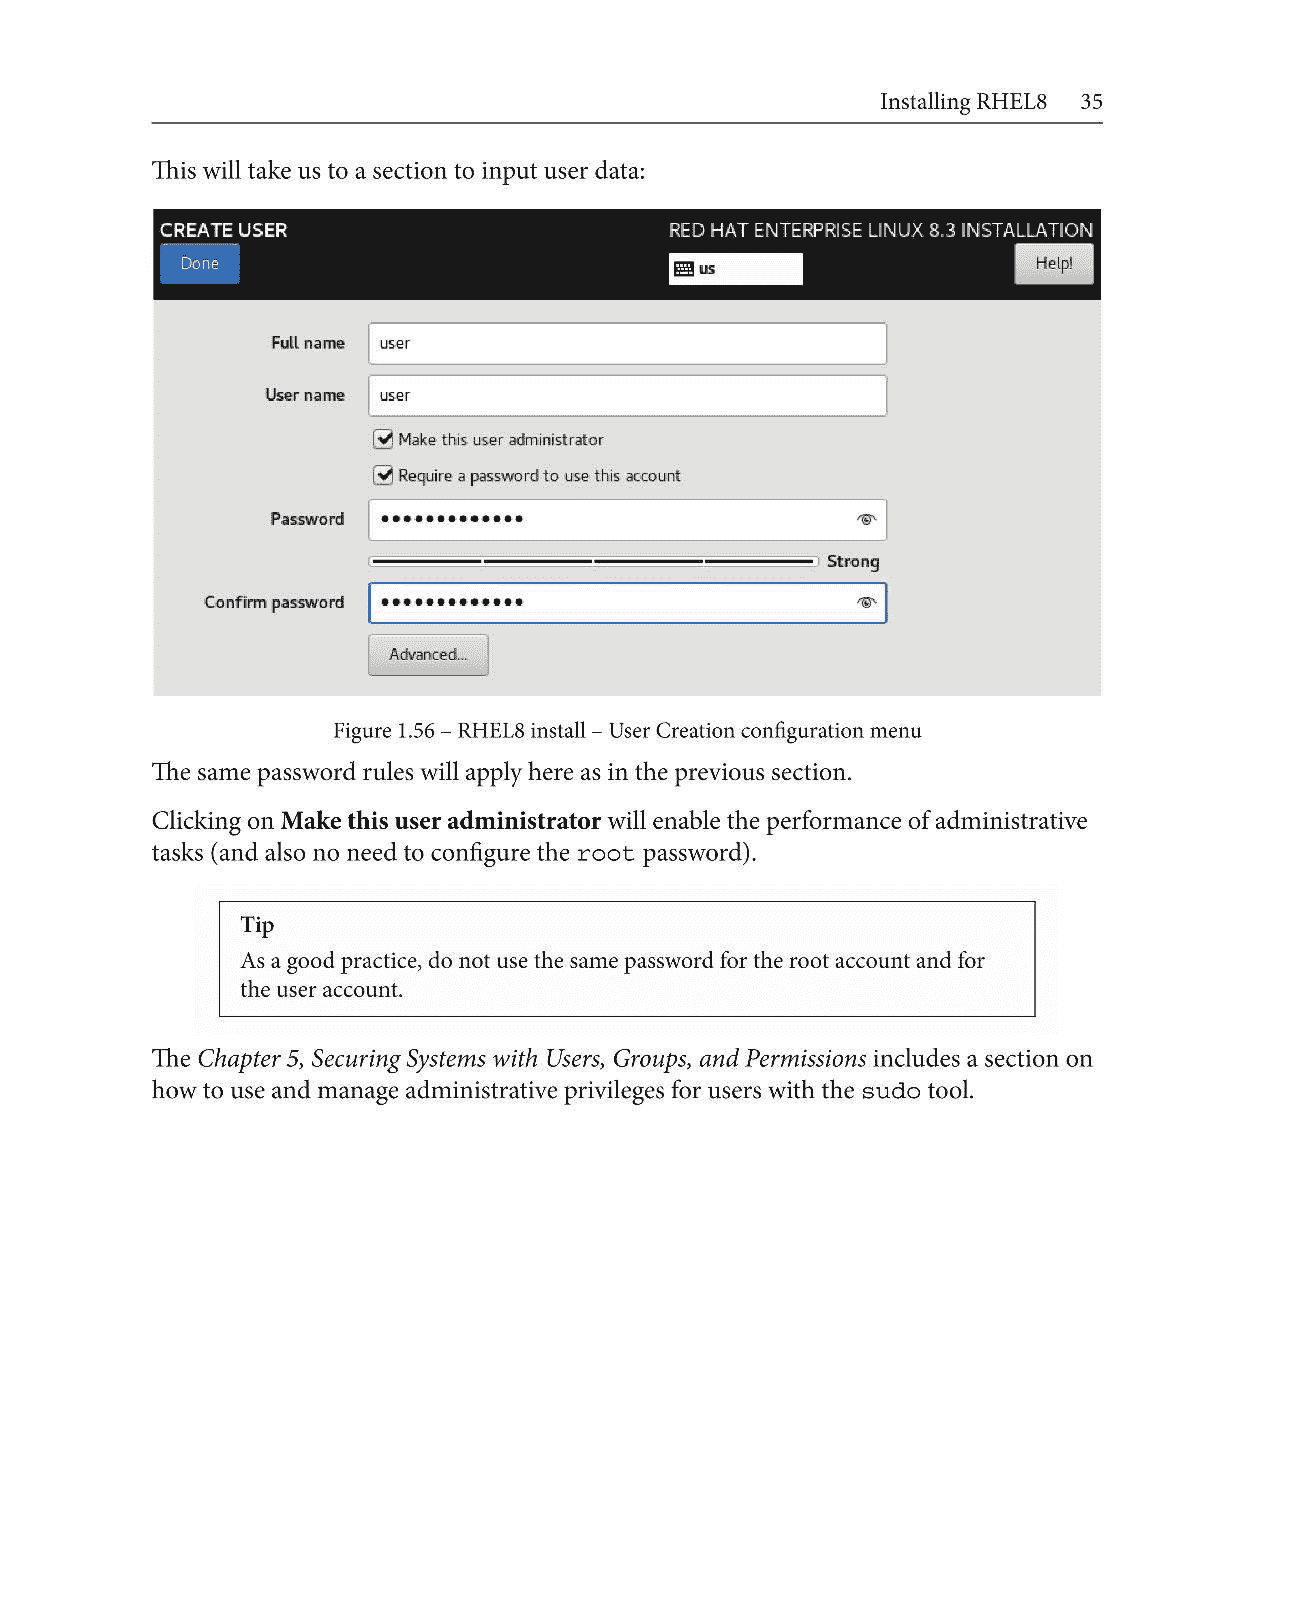 Installing RHEL8 35
This will take us to a section to input user data:
CREATE USER
RED HAT ENTERPRISE LINUX 8.3 INSTALLATION
Done
us
Help!
Full name
user
User name
user
Make this user administrator
Require a password to use this account
Password
•••••••••••••
Strong
Confirm password
•••••••••••••
Advanced...
Figure 1.56 – RHEL8 install – User Creation configuration menu
The same password rules will apply here as in the previous section.
Clicking on Make this user administrator will enable the performance of administrative
tasks (and also no need to configure the root password).
Tip
As a good practice, do not use the same password for the root account and for
the user account.
The Chapter 5, Securing Systems with Users, Groups, and Permissions includes a section on
how to use and manage administrative privileges for users with the sudo tool.